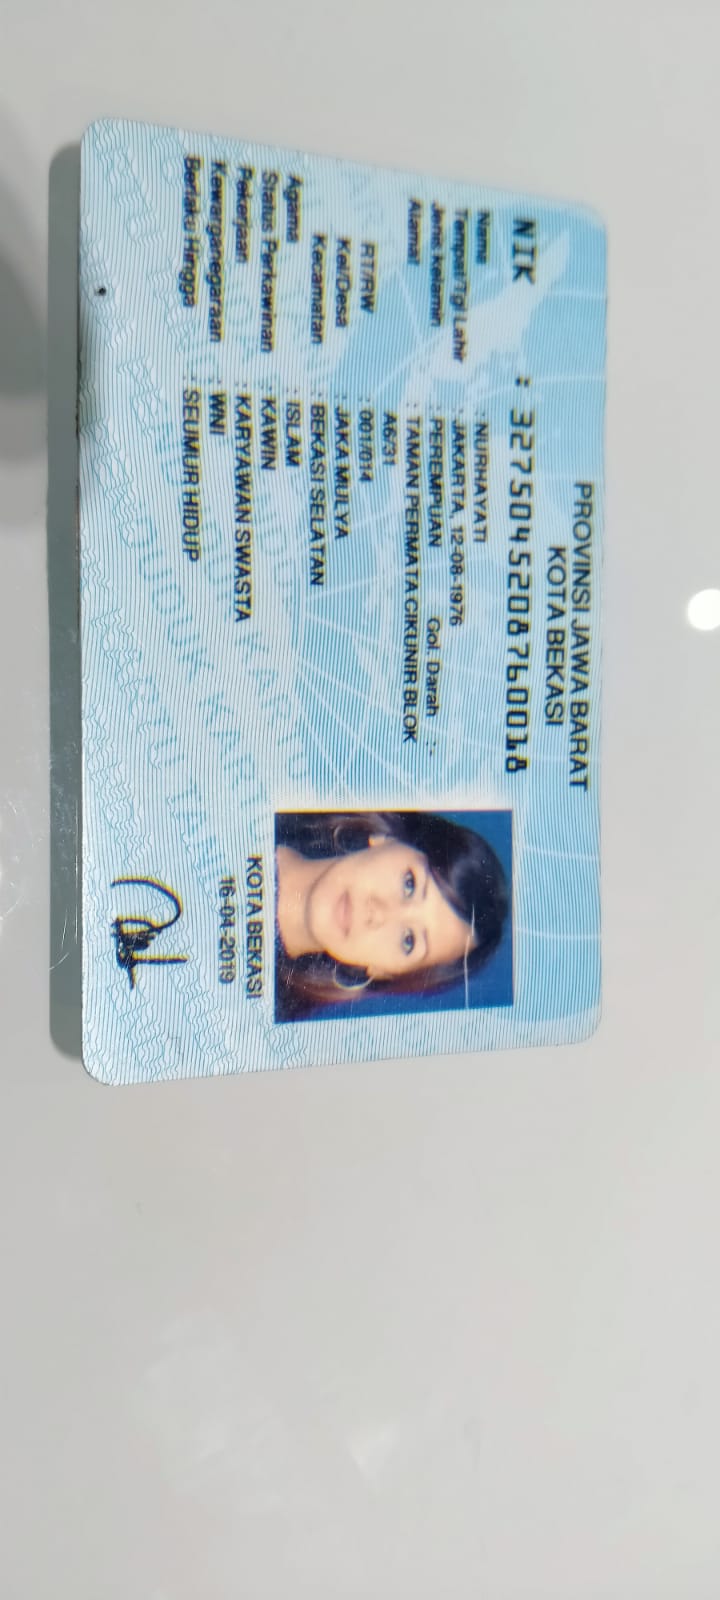 PROVINSI JAWA BARAT
KOTA BEKASI
NIK : 3275045208760018
Nama : NURHAYATI
Tempat/Tgl Lahir : JAKARTA, 12-08-1976
Jenis kelamin : PEREMPUAN Gol. Darah : -
Alamat : TAMAN PERMATA CIKUNIR BLOK
A6/31
RT/RW : 001/014
Kel/Desa : JAKA MULYA
Kecamatan : BEKASI SELATAN
Agama : ISLAM
Status Perkawinan : KAWIN
Pekerjaan : KARYAWAN SWASTA
Kewarganegaraan : WNI
Berlaku Hingga : SEUMUR HIDUP
KOTA BEKASI
16-04-2019